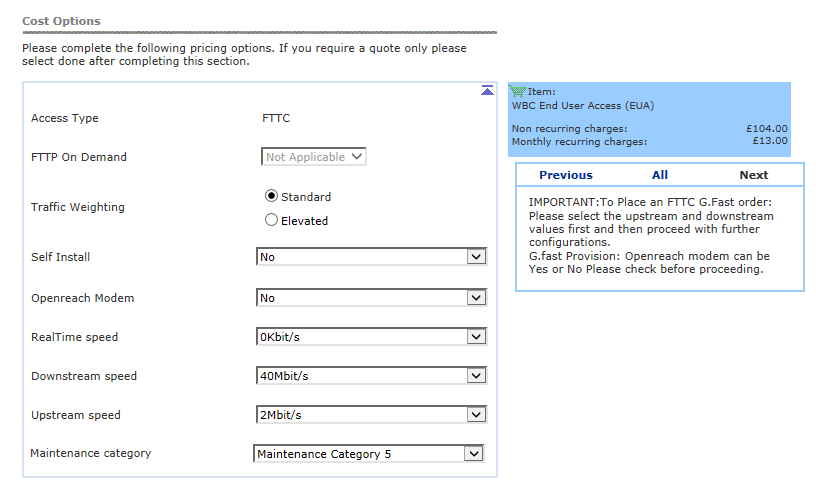 Cost Options
Please complete the following pricing options. If you require a quote only please
select done after completing this section.
Access Type FTTC
FTTP On Demand Not Applicable
Traffic Weighting Standard
Elevated
Self Install No
Openreach Modem No
RealTime speed 0Kbit/s
Downstream speed 40Mbit/s
Upstream speed 2Mbit/s
Maintenance category Maintenance Category 5
Item:
WBC End User Access (EUA)
Non recurring charges: £104.00
Monthly recurring charges: £13.00
Previous All Next
IMPORTANT:To Place an FTTC G.Fast order:
Please select the upstream and downstream
values first and then proceed with further
configurations.
G.fast Provision: Openreach modem can be
Yes or No Please check before proceeding.